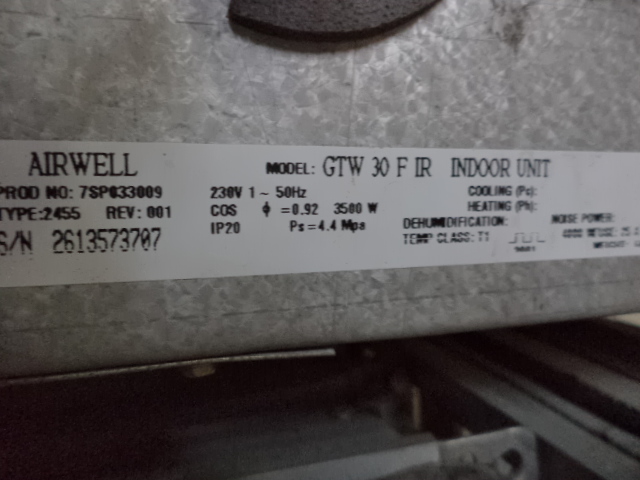 AIRWELL
MODEL: GTW 30 F IR INDOOR UNIT
PROD NO: 7SP033009
230V 1 ~ 50Hz
COOLING (Pc):
TYPE:2455 REV: 001
COS ϕ =0.92 3500 W
HEATING (Ph):
S/N 2613573707
IP20 Ps=4.4 Mpa
DEHUMIDIFICATION:
NOISE POWER:
TEMP CLASS: T1